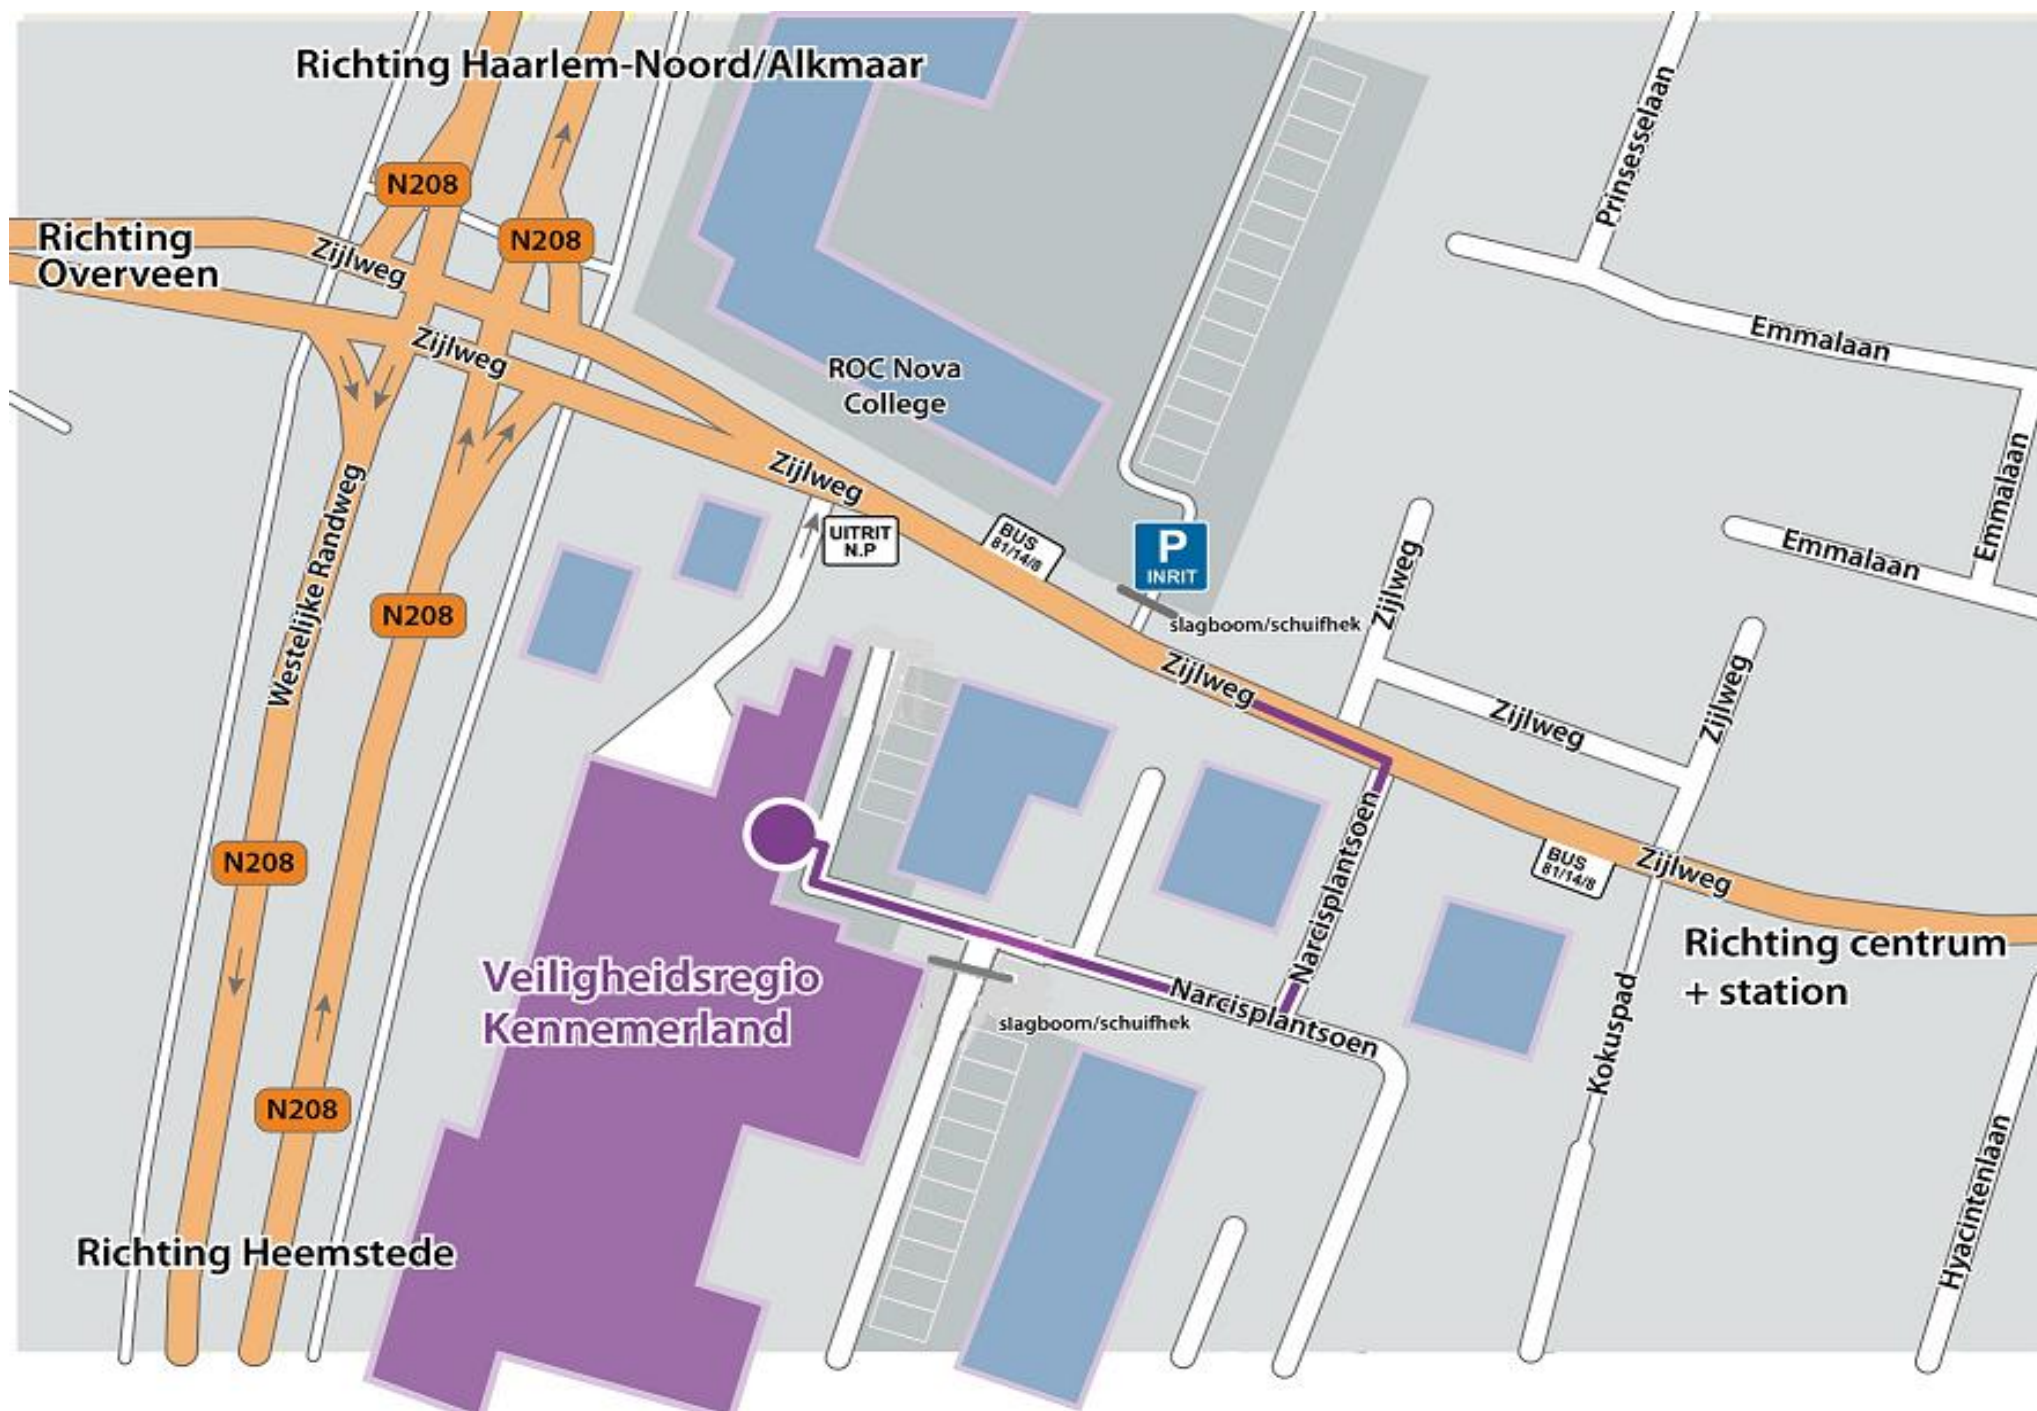 Richting Haarlem-Noord/Alkmaar
Prinsesselaan
N208
N208
Richting
Overveen
Zijlweg
Zijlweg
Emmalaan
ROC Nova
College
Zijlweg
Westelijke Randweg
UITRIT
N.P
BUS
81/14/8
P
INRIT
Zijlweg
Emmalaan
Emmalaan
N208
slagboom/schuifhek
Zijlweg
Zijlweg
Zijlweg
N208
Narcisplantsoen
BUS
81/14/8
Zijlweg
Richting centrum
+ station
Veiligheidsregio
Kennemerland
slagboom/schuifhek
Narcisplantsoen
Kokuspad
N208
Hyacintenlaan
Richting Heemstede